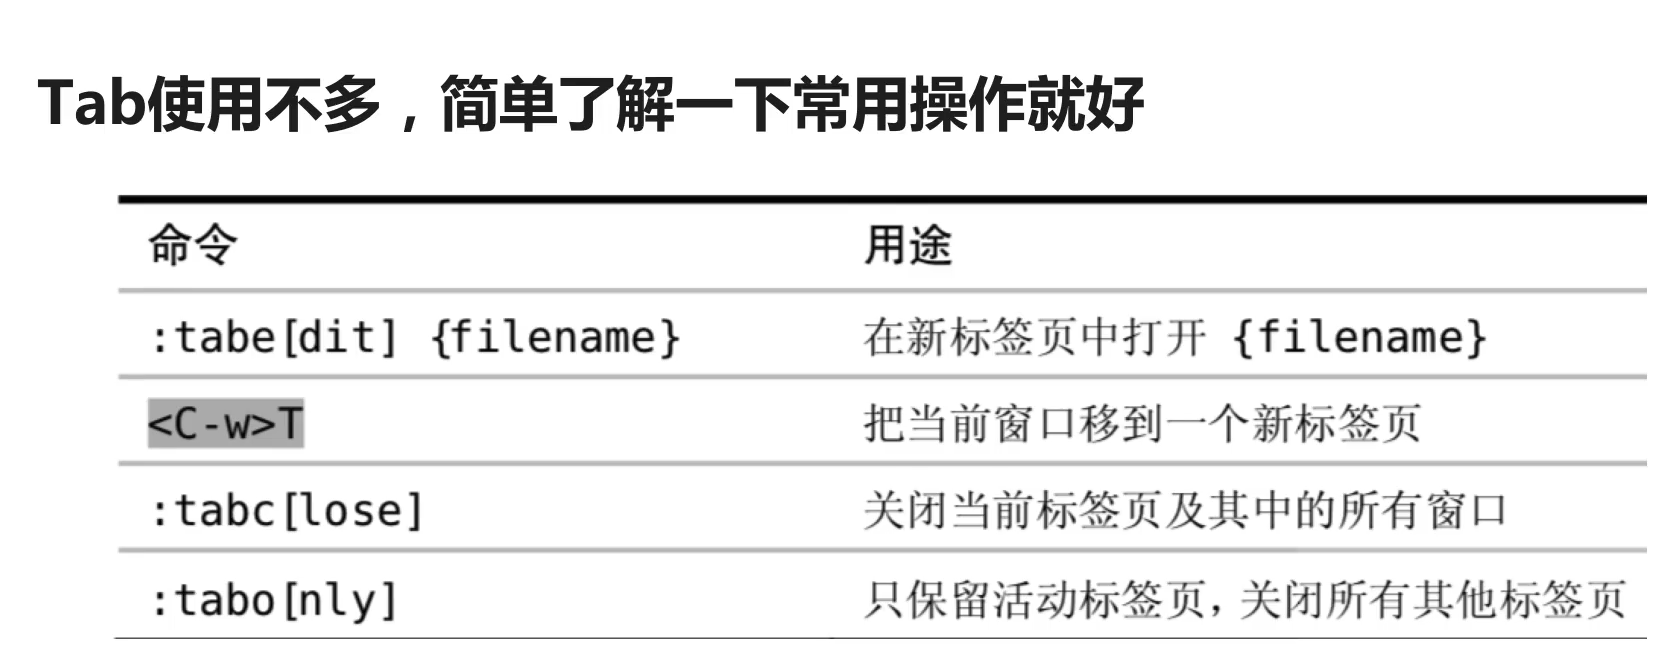 Tab使用不多，简单了解一下常用操作就好
命令 用途
:tabe[dit] {filename} 在新标签页中打开 {filename}
<C-w>T 把当前窗口移到一个新标签页
:tabc[lose] 关闭当前标签页及其中的所有窗口
:tabo[nly] 只保留活动标签页，关闭所有其他标签页